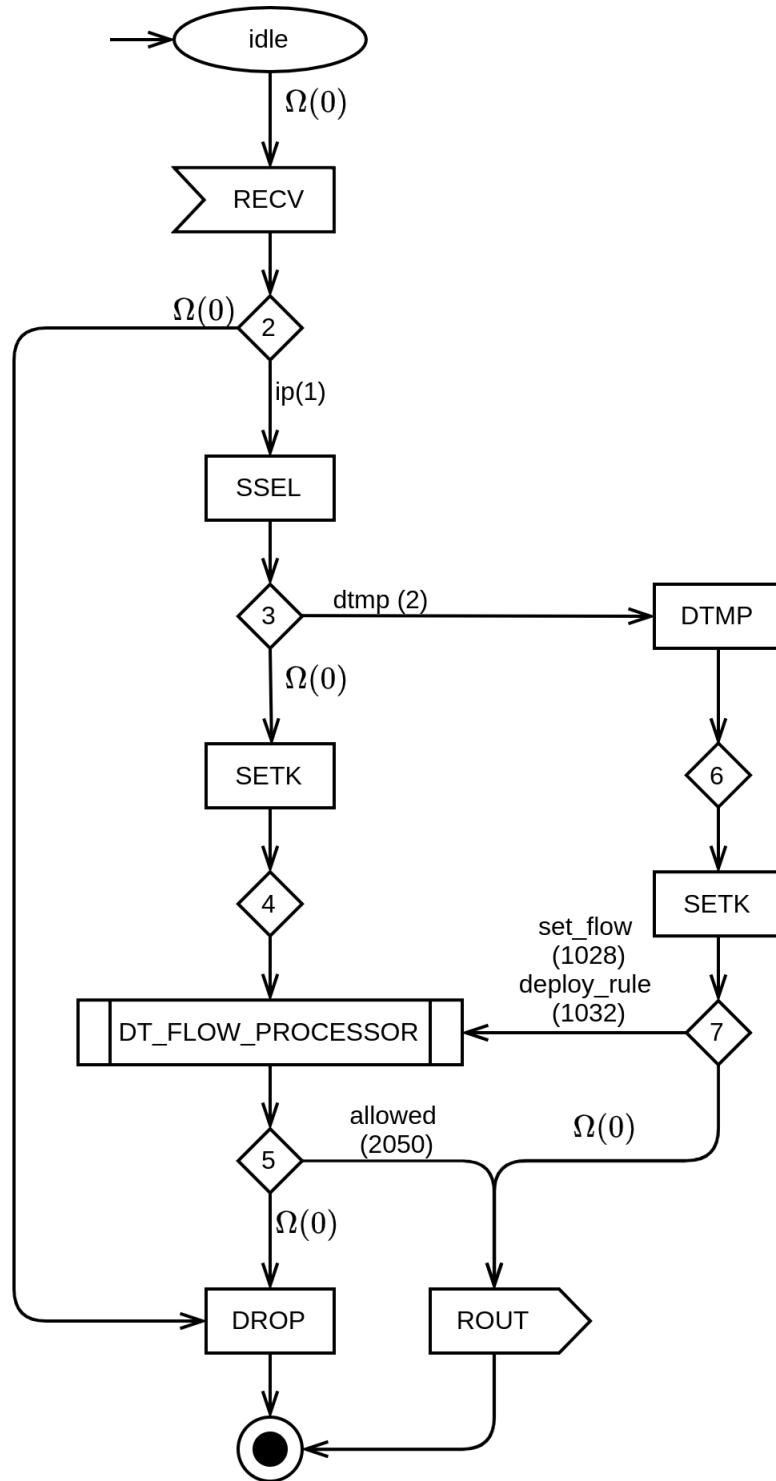 idle
Ω(0)
RECV
Ω(0)
2
ip(1)
SSEL
3
dtmp (2)
DTMP
Ω(0)
SETK
6
4
SETK
set_flow
(1028)
deploy_rule
(1032)
DT_FLOW_PROCESSOR
7
allowed
(2050)
Ω(0)
5
Ω(0)
DROP
ROUT